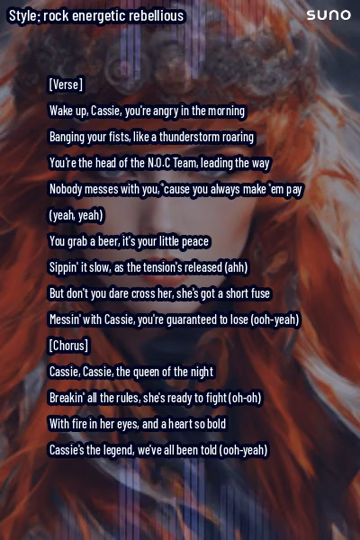 Style: rock energetic rebellious
SUNO
[Verse]
Wake up, Cassie, you're angry in the morning
Banging your fists, like a thunderstorm roaring
You're the head of the N.O.C Team, leading the way
Nobody messes with you, 'cause you always make 'em pay
(yeah, yeah)
You grab a beer, it's your little peace
Sippin' it slow, as the tension's released (ahh)
But don't you dare cross her, she's got a short fuse
Messin' with Cassie, you're guaranteed to lose (ooh-yeah)
[Chorus]
Cassie, Cassie, the queen of the night
Breakin' all the rules, she's ready to fight (oh-oh)
With fire in her eyes, and a heart so bold
Cassie's the legend, we've all been told (ooh-yeah)